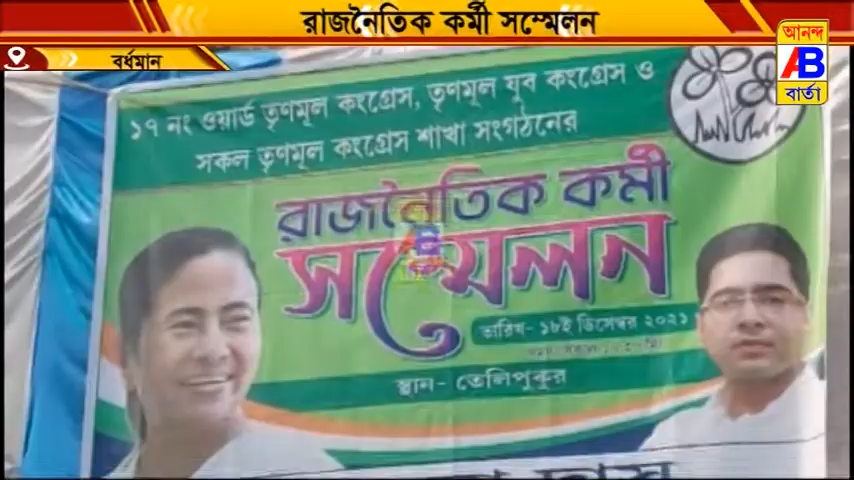 রাজনৈতিক কর্মী সম্মেলন
বর্ধমান
আনন্দ
AB
বার্তা
১৭ নং ওয়ার্ড তৃণমূল কংগ্রেস, তৃণমূল যুব কংগ্রেস ও
সকল তৃণমূল কংগ্রেস শাখা সংগঠনের
রাজনৈতিক কর্মী
সম্মেলন
তারিখ- ১৮ই ডিসেম্বর ২০২১
স্থান- তেলিপুকুর